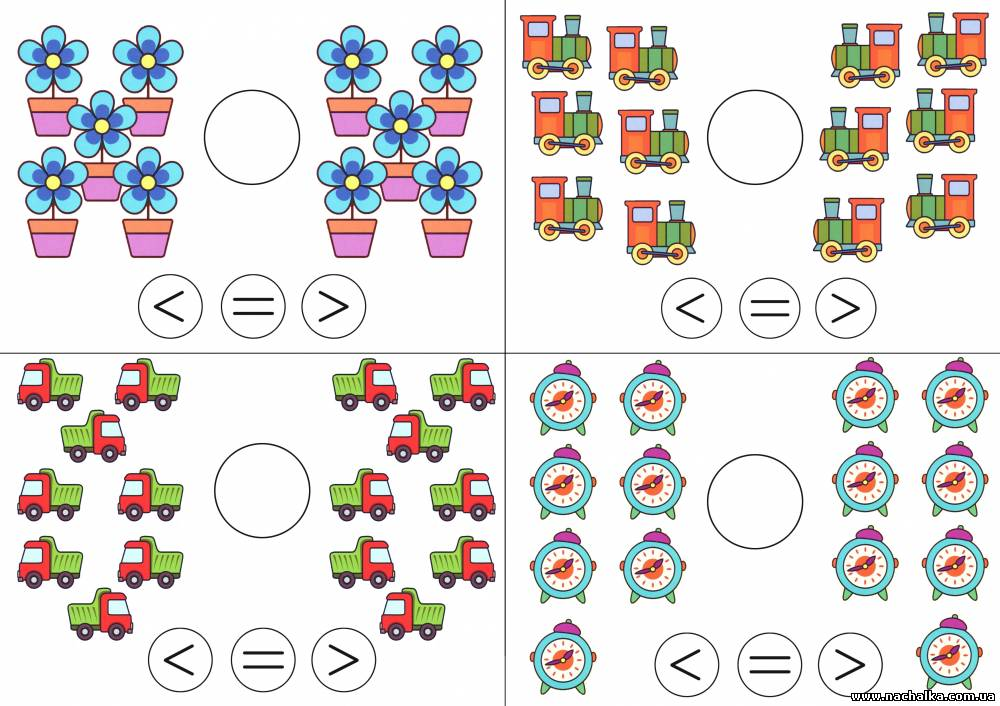 < = >
< = >
< = >
< = >
www.nachalka.com.ua